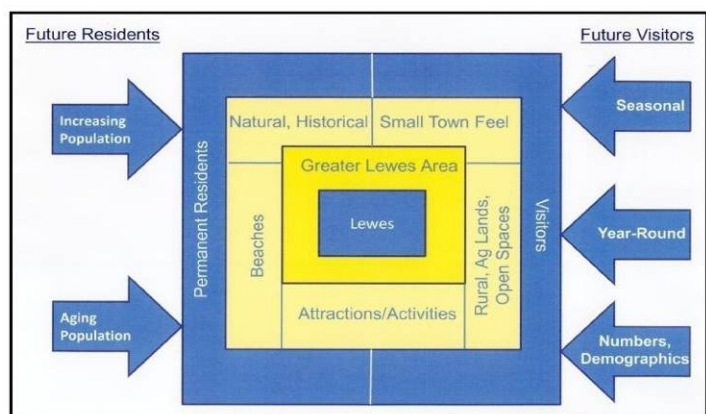 Future Residents
Future Visitors
Increasing
Population
Aging
Population
Permanent Residents
Natural, Historical
Small Town Feel
Greater Lewes Area
Lewes
Beaches
Rural, Ag Lands,
Open Spaces
Attractions/Activities
Visitors
Seasonal
Year-Round
Numbers,
Demographics